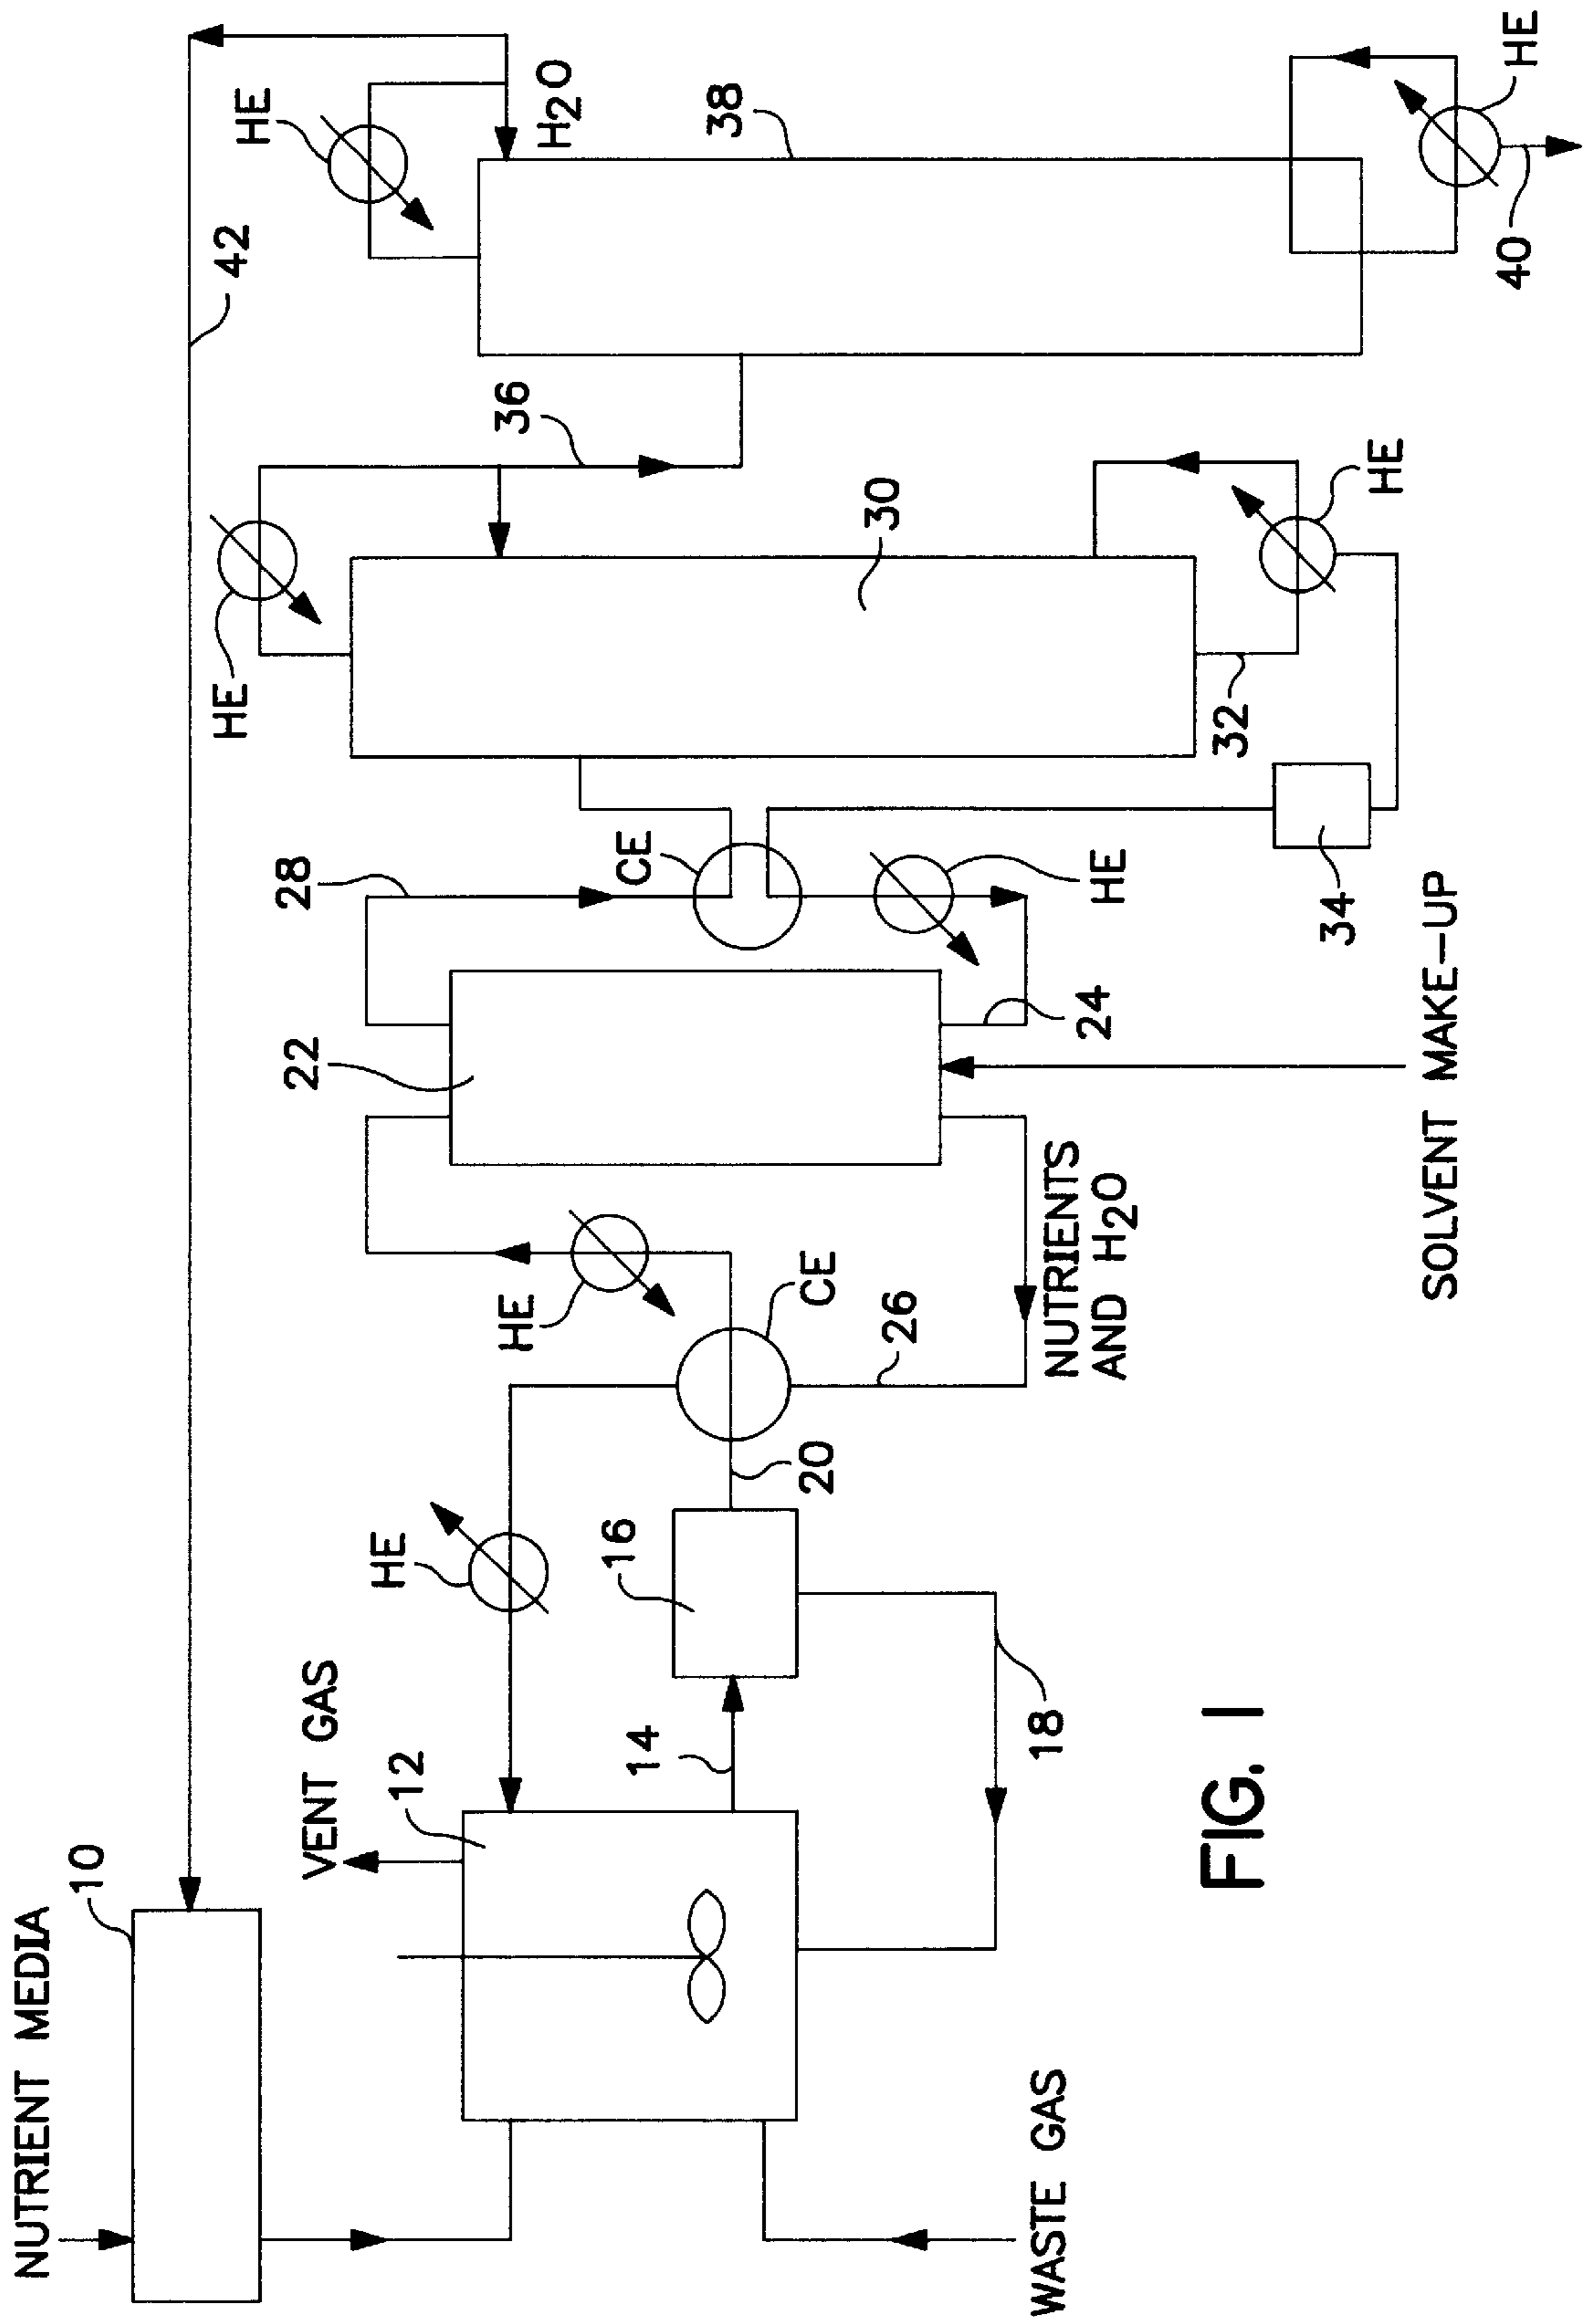 NUTRIENT MEDIA
10
42
VENT GAS
12
HE
HE
22
28
HE
HE
36
H2O
14
16
20
CE
CE
26
30
38
NUTRIENTS
AND H2O
24
HE
18
32
34
HE
HE
40
WASTE GAS
SOLVENT MAKE-UP
FIG. 1